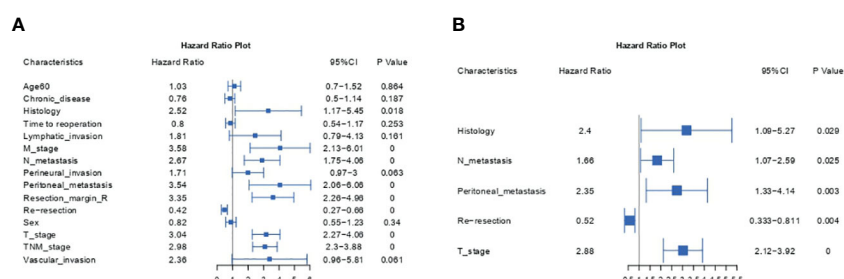 A
Hazard Ratio Plot
Characteristics Hazard Ratio 95%CI P Value
Age60 1.03 0.7–1.52 0.864
Chronic_disease 0.76 0.5–1.14 0.187
Histology 2.52 1.17–5.45 0.018
Time to reoperation 0.8 0.54–1.17 0.253
Lymphatic_invasion 1.81 0.79–4.13 0.161
M_stage 3.58 2.13–6.01 0
N_metastasis 2.67 1.75–4.06 0
Perineural_invasion 1.71 0.97–3 0.063
Peritoneal_metastasis 3.54 2.06–6.06 0
Resection_margin_R 3.35 2.26–4.96 0
Re−resection 0.42 0.27–0.66 0
Sex 0.82 0.55–1.23 0.34
T_stage 3.04 2.27–4.06 0
TNM_stage 2.98 2.3–3.88 0
Vascular_invasion 2.36 0.96–5.81 0.061
B
Hazard Ratio Plot
Characteristics Hazard Ratio 95%CI P Value
Histology 2.4 1.09–5.27 0.029
N_metastasis 1.66 1.07–2.59 0.025
Peritoneal_metastasis 2.35 1.33–4.14 0.003
Re−resection 0.52 0.333–0.811 0.004
T_stage 2.88 2.12–3.92 0